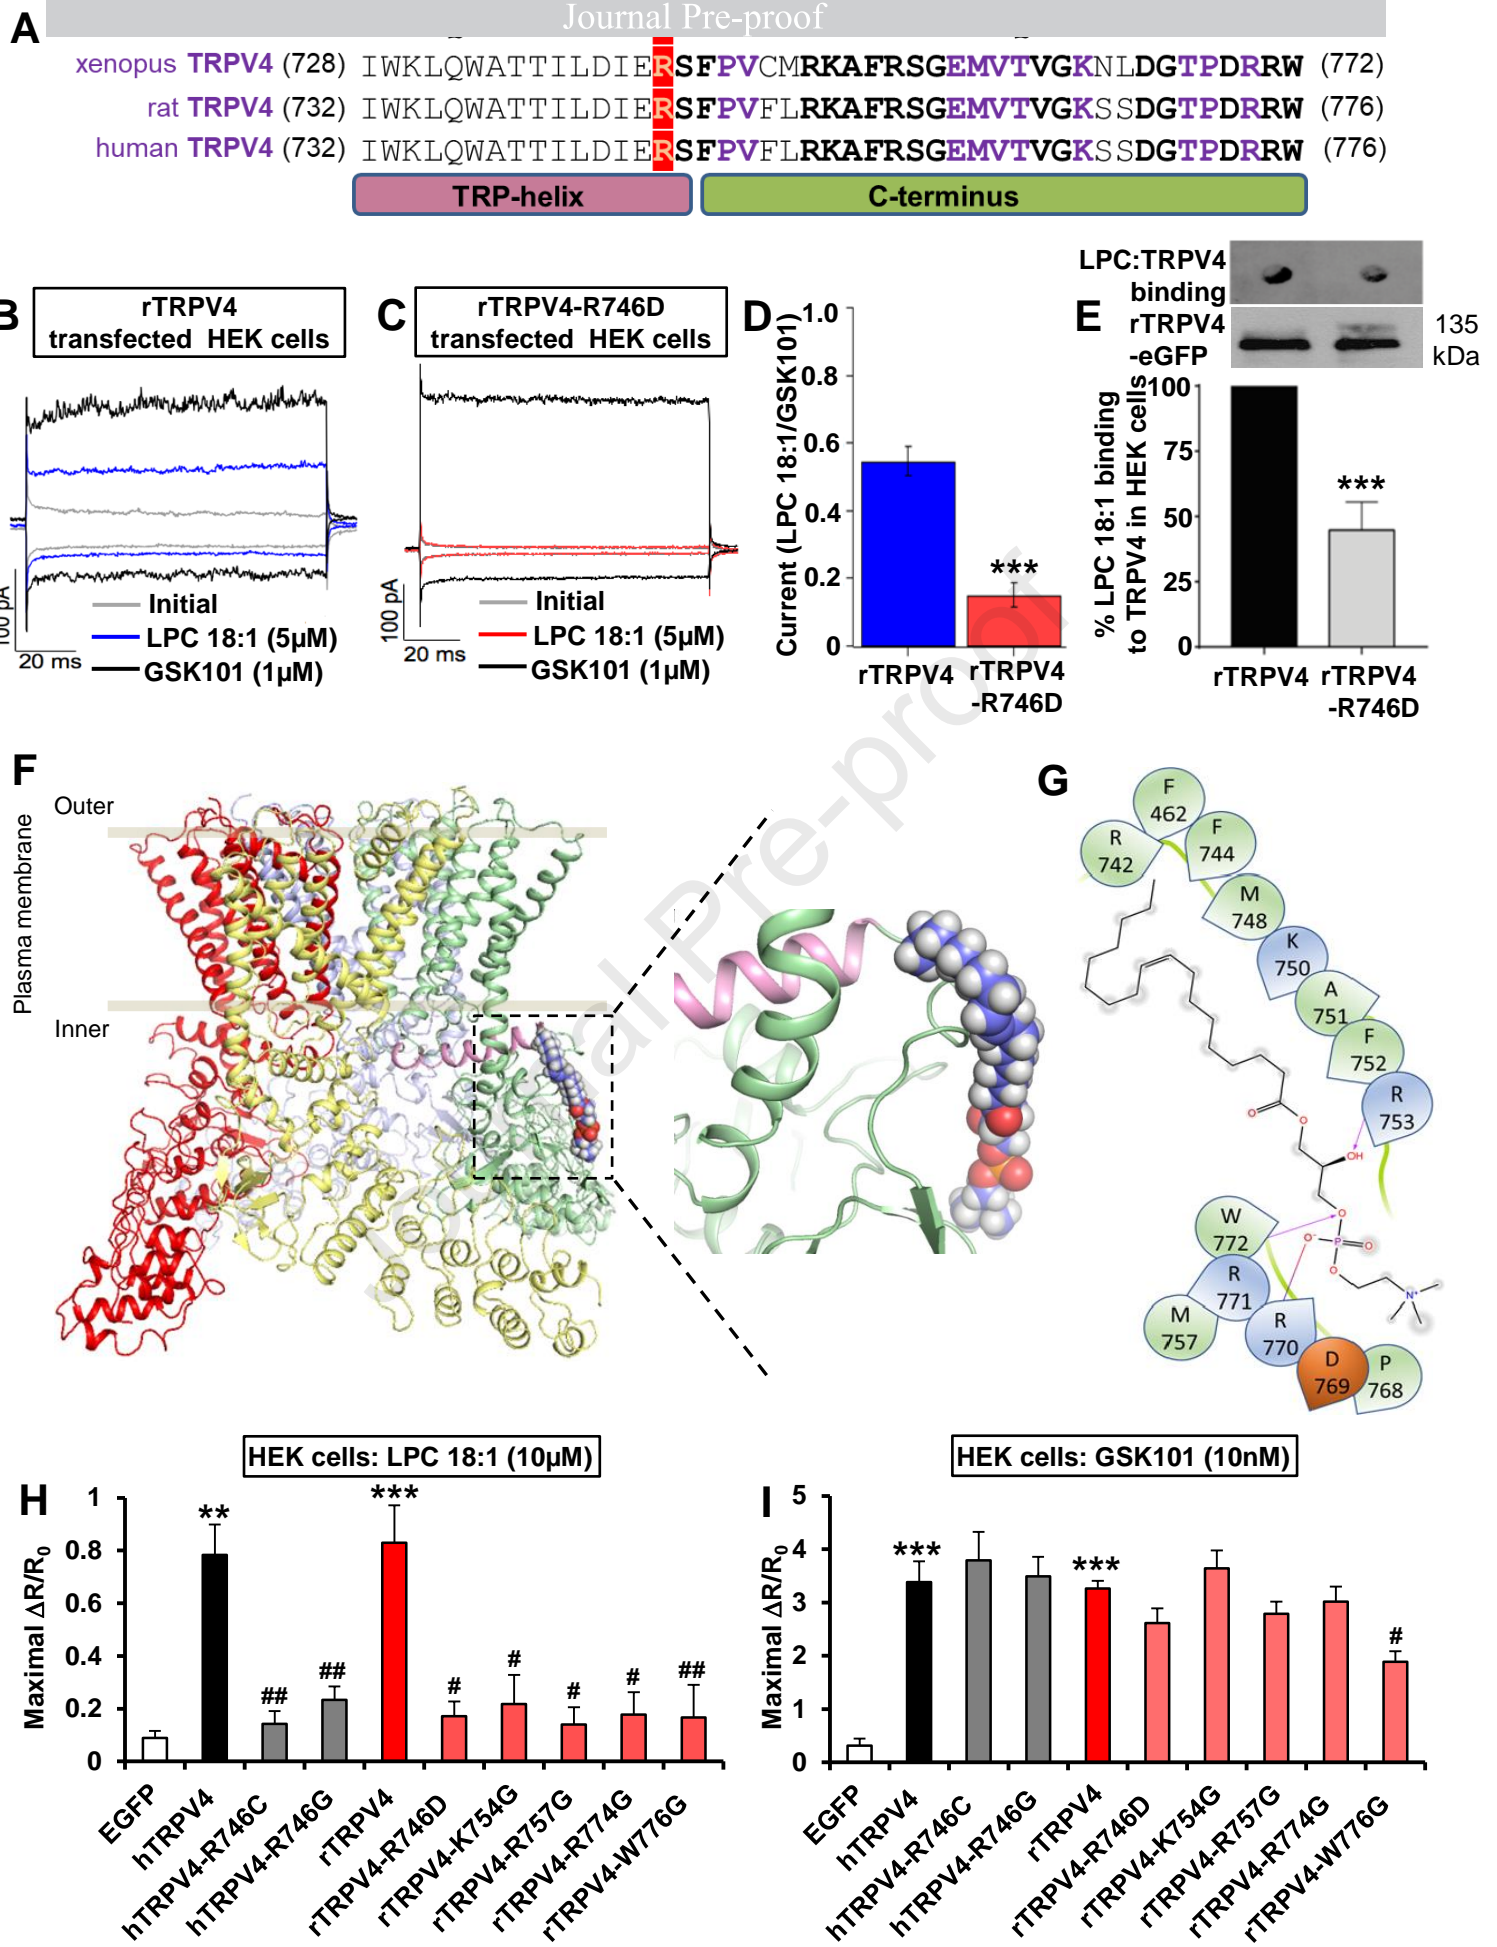 Journal Pre-proof
A
xenopus TRPV4 (728) IWKLQWATTILDIERSFPVCMRKAFRSGEMVTVGKNLDGTPDRRW (772)
rat TRPV4 (732) IWKLQWATTILDIERSFPVFLRKAFRSGEMVTVGKSSDGTPDRRW (776)
human TRPV4 (732) IWKLQWATTILDIERSFPVFLRKAFRSGEMVTVGKSSDGTPDRRW (776)
TRP-helix
C-terminus
B
rTRPV4
transfected HEK cells
100 pA
20 ms
Initial
LPC 18:1 (5µM)
GSK101 (1µM)
C
rTRPV4-R746D
transfected HEK cells
100 pA
20 ms
Initial
LPC 18:1 (5µM)
GSK101 (1µM)
D
Current (LPC 18:1/GSK101)
1.0
0.8
0.6
0.4
0.2
0
***
rTRPV4
rTRPV4
-R746D
E
LPC:TRPV4
binding
rTRPV4
-eGFP
135
kDa
% LPC 18:1 binding
to TRPV4 in HEK cells
100
75
50
25
0
***
rTRPV4
rTRPV4
-R746D
F
Plasma membrane
Outer
Inner
Journal Pre-proof
G
F
462
R
742
F
744
M
748
K
750
A
751
F
752
R
753
O
O
OH
O
O-
P
O
O
N+
W
772
R
771
M
757
R
770
D
769
P
768
H
HEK cells: LPC 18:1 (10µM)
Maximal ΔR/R0
1
0.8
0.6
0.4
0.2
0
**
##
##
***
#
#
#
#
##
EGFP
hTRPV4
hTRPV4-R746C
hTRPV4-R746G
rTRPV4
rTRPV4-R746D
rTRPV4-K754G
rTRPV4-R757G
rTRPV4-R774G
rTRPV4-W776G
I
HEK cells: GSK101 (10nM)
Maximal ΔR/R0
5
4
3
2
1
0
***
***
#
EGFP
hTRPV4
hTRPV4-R746C
hTRPV4-R746G
rTRPV4
rTRPV4-R746D
rTRPV4-K754G
rTRPV4-R757G
rTRPV4-R774G
rTRPV4-W776G